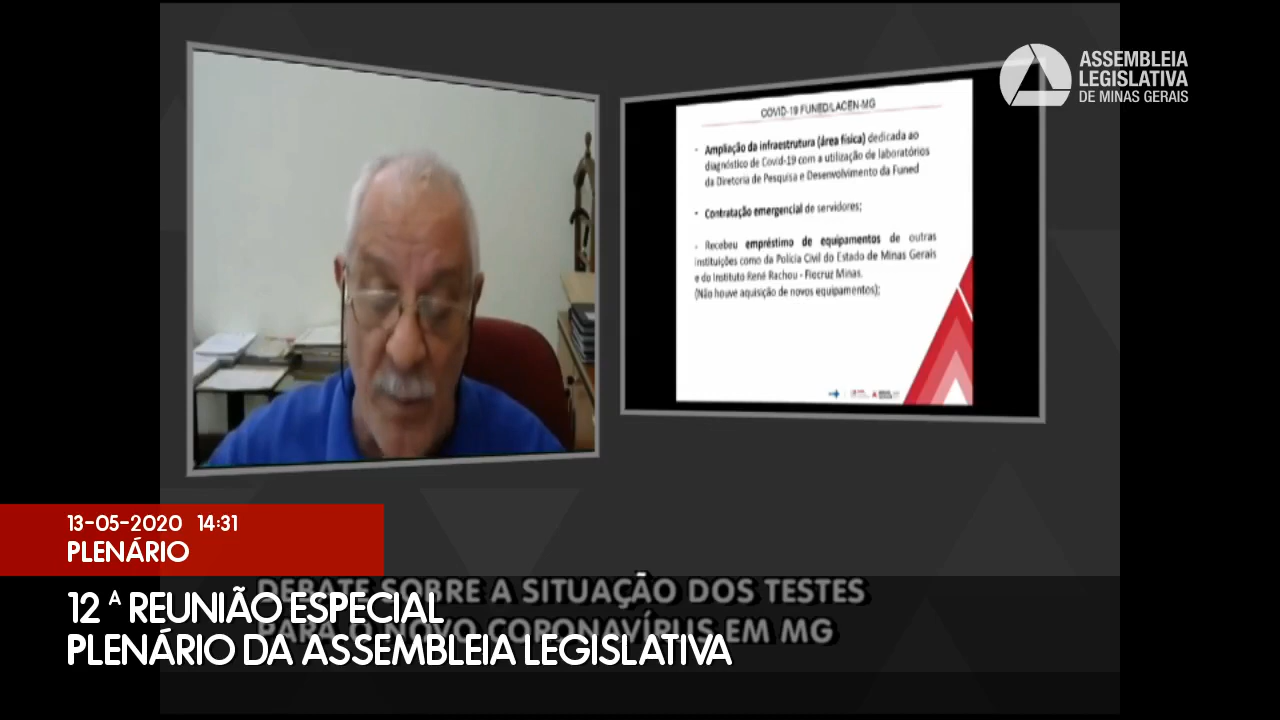 ASSEMBLEIA
LEGISLATIVA
DE MINAS GERAIS
COVID-19 FUNED/LACEN-MG
• Ampliação da infraestrutura (área física) dedicada ao
diagnóstico de Covid-19 com a utilização de laboratórios
da Diretoria de Pesquisa e Desenvolvimento da Funed
• Contratação emergencial de servidores;
• Recebeu empréstimo de equipamentos de outras
instituições como da Polícia Civil do Estado de Minas Gerais
e do Instituto René Rachou - Fiocruz Minas.
(Não houve aquisição de novos equipamentos);
13-05-2020 14:31
PLENÁRIO
DEBATE SOBRE A SITUAÇÃO DOS TESTES
PARA O NOVO CORONAVÍRUS EM MG
12 ª REUNIÃO ESPECIAL
PLENÁRIO DA ASSEMBLEIA LEGISLATIVA